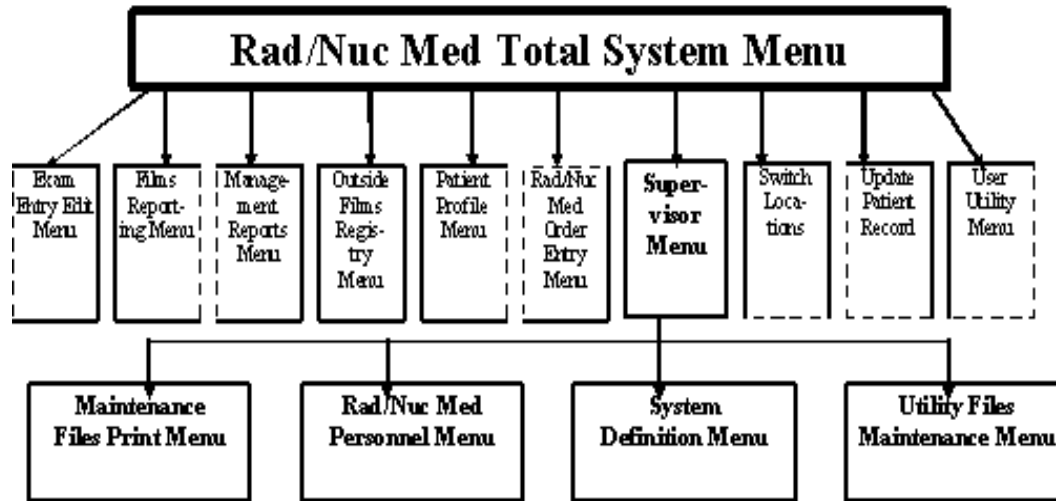 Rad/Nuc Med Total System Menu
Exam
Entry Edit
Menu
Films
Report-
ing Menu
Manage-
ment
Reports
Menu
Outside
Films
Regis-
try
Menu
Patient
Profile
Menu
Rad/Nuc
Med
Order
Entry
Menu
Super-
visor
Menu
Switch
Loca-
tions
Update
Patient
Record
User
Utility
Menu
Maintenance
Files Print Menu
Rad/Nuc Med
Personnel Menu
System
Definition Menu
Utility Files
Maintenance Menu